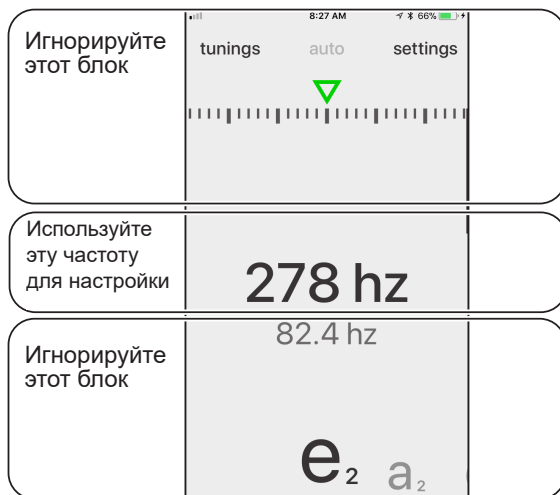 8:27 AM 66%
Игнорируйте
этот блок
tunings auto settings
Используйте
эту частоту
для настройки
278 hz
82.4 hz
Игнорируйте
этот блок
e2 a2